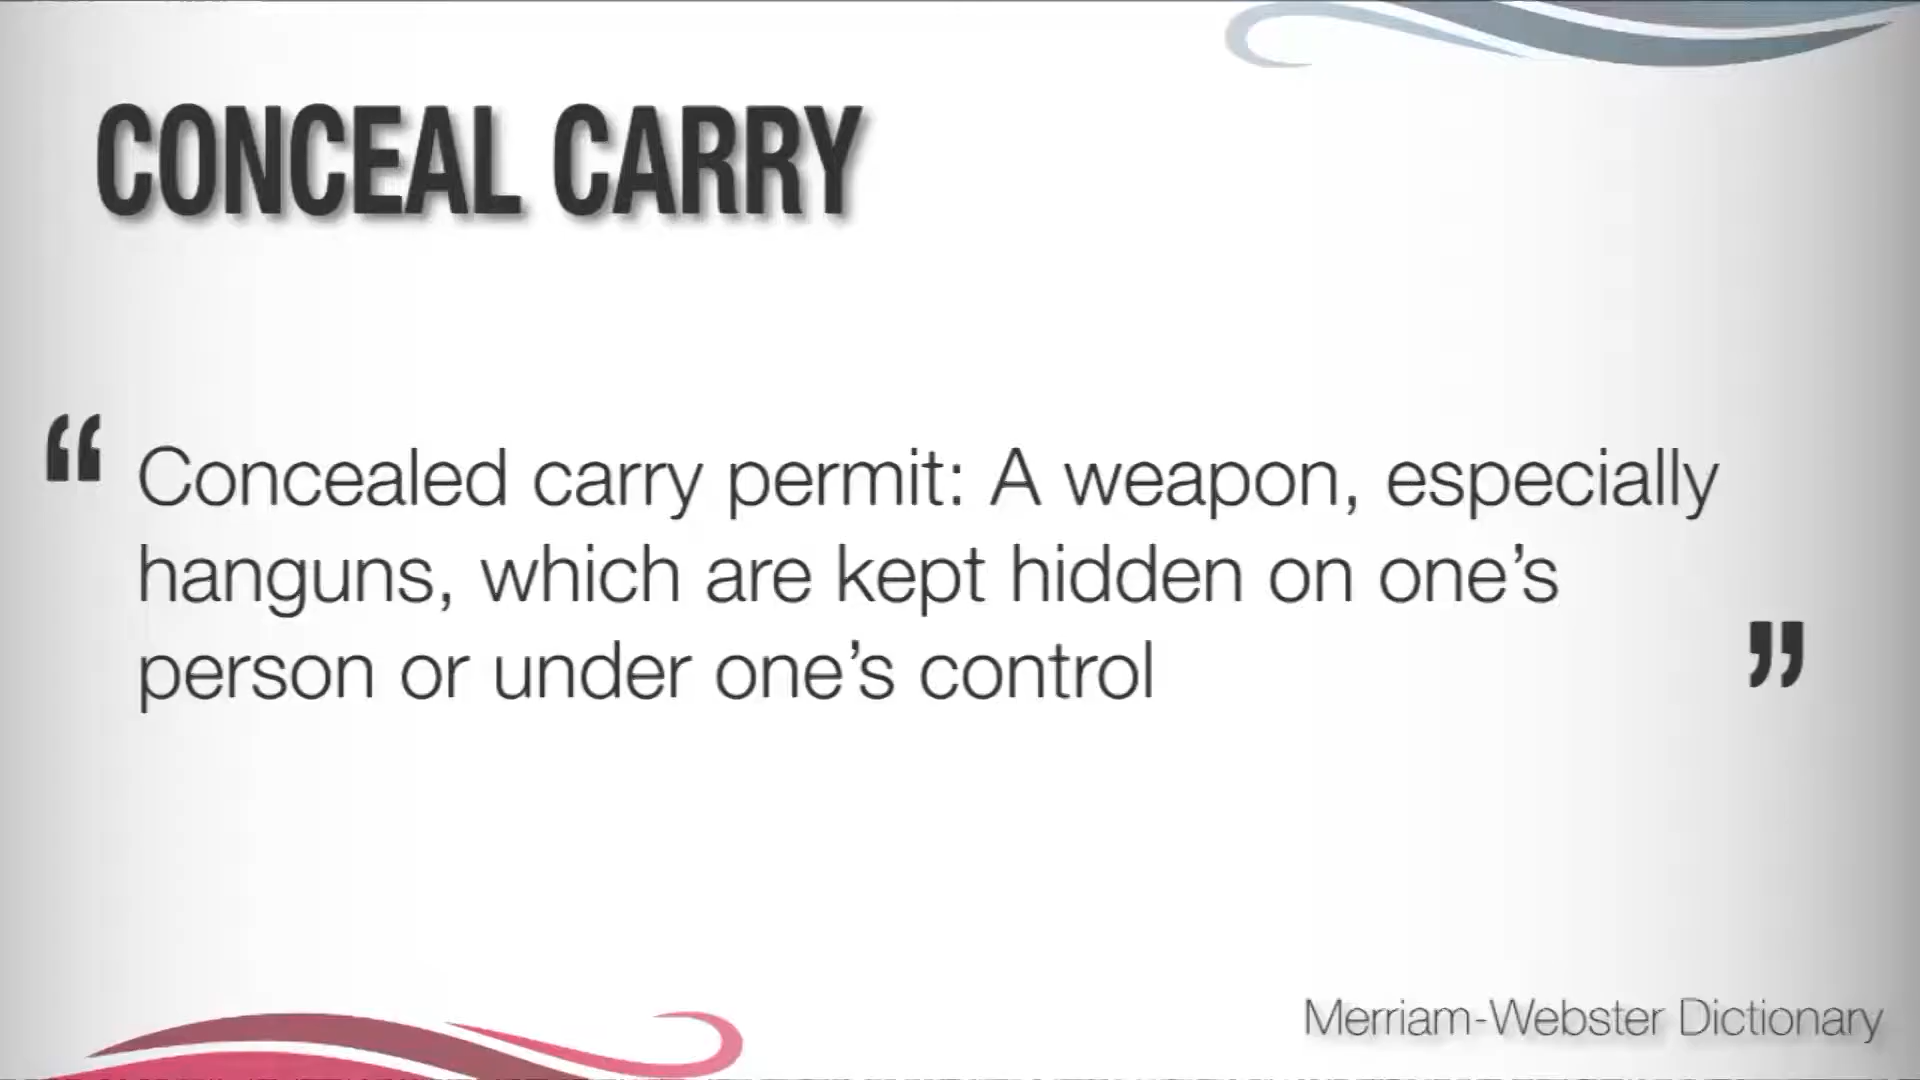 CONCEAL CARRY
“ Concealed carry permit: A weapon, especially
hanguns, which are kept hidden on one’s
person or under one’s control ”
Merriam-Webster Dictionary